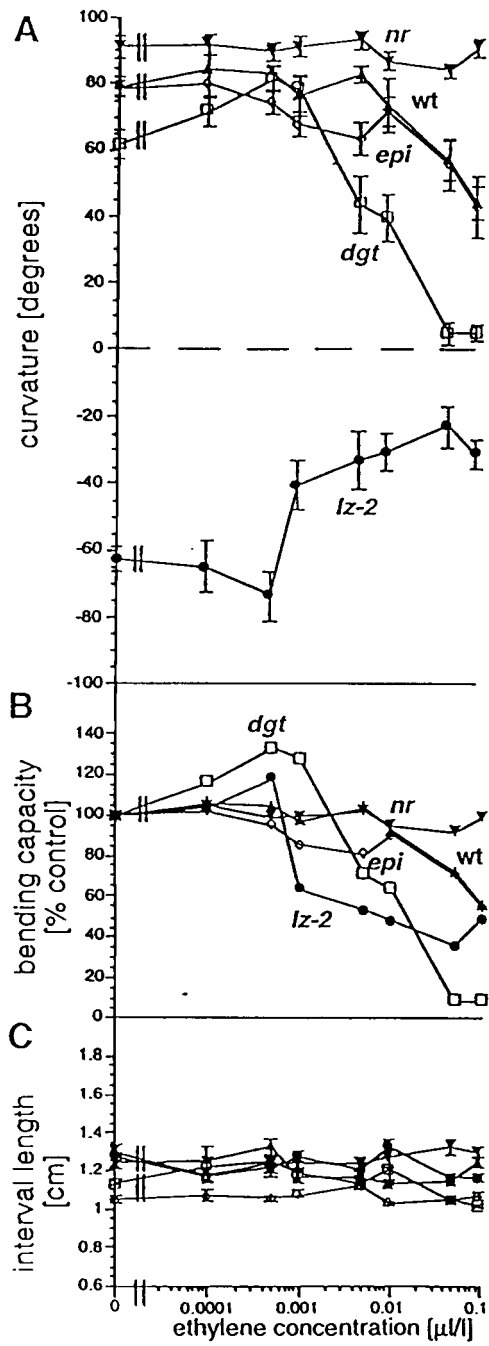 A
100
80
60
40
20
0
-20
-40
-60
-80
-100
curvature [degrees]
nr
wt
epi
dgt
lz-2
B
140
120
100
80
60
40
20
0
bending capacity
[% control]
dgt
nr
wt
epi
lz-2
C
1.8
1.6
1.4
1.2
1
0.8
0.6
interval length
[cm]
0 0.0001 0.001 0.01 0.1
ethylene concentration [µl/l]